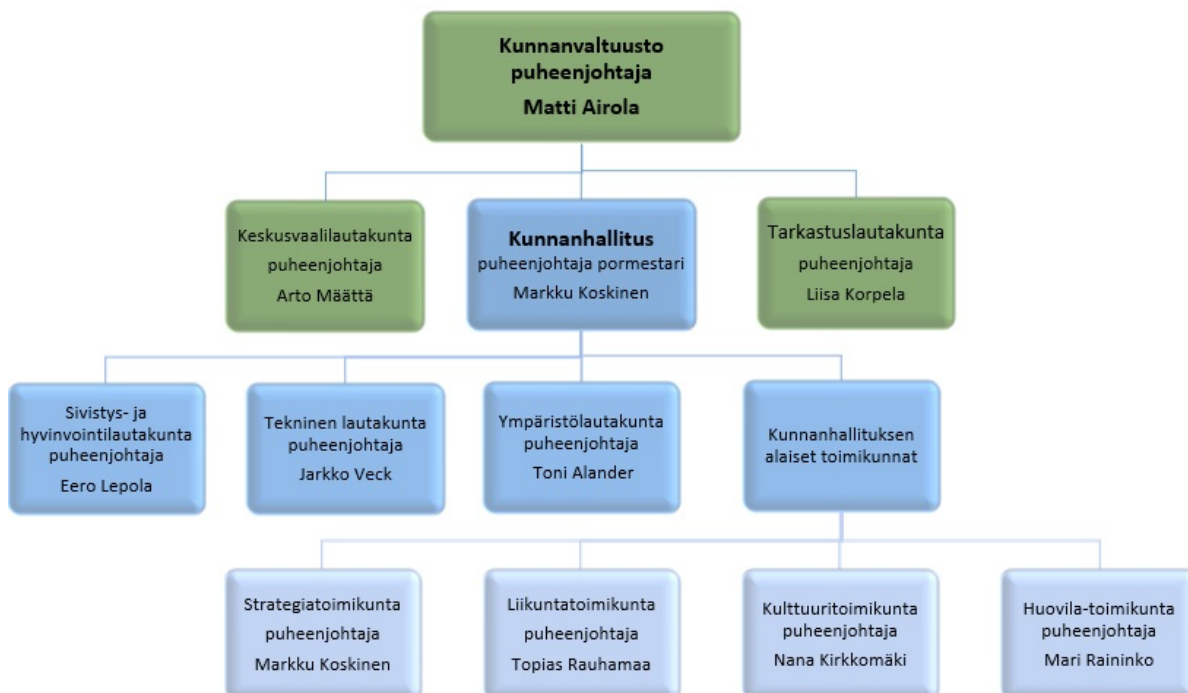 Kunnanvaltuusto
puheenjohtaja
Matti Airola
Keskusvaalilautakunta
puheenjohtaja
Arto Määttä
Kunnanhallitus
puheenjohtaja pormestari
Markku Koskinen
Tarkastuslautakunta
puheenjohtaja
Liisa Korpela
Sivistys- ja
hyvinvointilautakunta
puheenjohtaja
Eero Lepola
Tekninen lautakunta
puheenjohtaja
Jarkko Veck
Ympäristölautakunta
puheenjohtaja
Toni Alander
Kunnanhallituksen
alaiset toimikunnat
Strategiatoimikunta
puheenjohtaja
Markku Koskinen
Liikuntatoimikunta
puheenjohtaja
Topias Rauhamaa
Kulttuuritoimikunta
puheenjohtaja
Nana Kirkkomäki
Huovila-toimikunta
puheenjohtaja
Mari Raininko